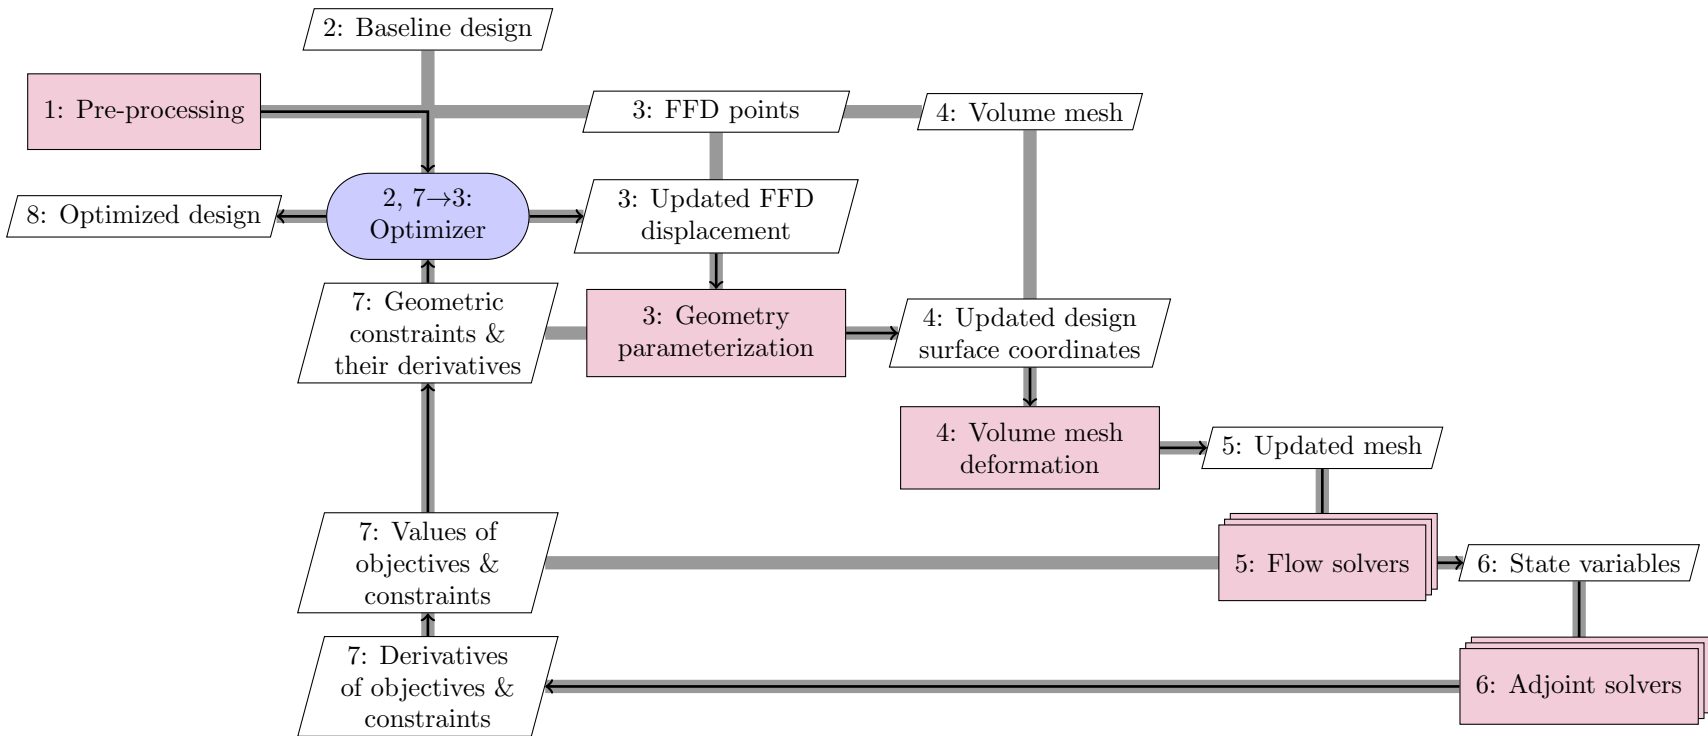 2: Baseline design
1: Pre-processing
3: FFD points
4: Volume mesh
8: Optimized design
2, 7→3:
Optimizer
3: Updated FFD
displacement
7: Geometric
constraints &
their derivatives
3: Geometry
parameterization
4: Updated design
surface coordinates
4: Volume mesh
deformation
5: Updated mesh
7: Values of
objectives &
constraints
5: Flow solvers
6: State variables
7: Derivatives
of objectives &
constraints
6: Adjoint solvers